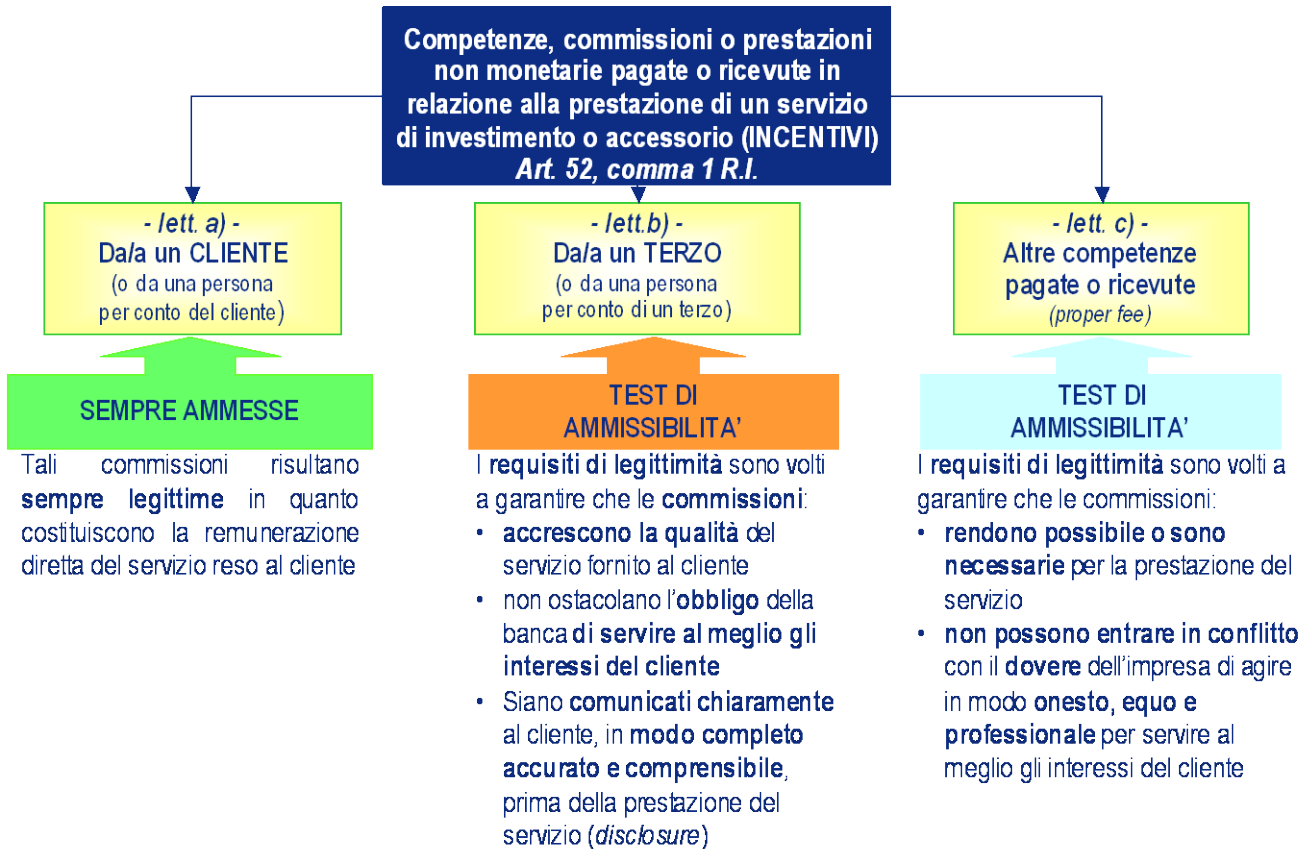 Competenze, commissioni o prestazioni
non monetarie pagate o ricevute in
relazione alla prestazione di un servizio
di investimento o accessorio (INCENTIVI)
Art. 52, comma 1 R.I.
- lett. a) -
Da/a un CLIENTE
(o da una persona
per conto del cliente)
SEMPRE AMMESSE
Tali commissioni risultano
sempre legittime in quanto
costituiscono la remunerazione
diretta del servizio reso al cliente
- lett.b) -
Da/a un TERZO
(o da una persona
per conto di un terzo)
TEST DI
AMMISSIBILITA'
I requisiti di legittimità sono volti
a garantire che le commissioni:
• accrescono la qualità del
servizio fornito al cliente
• non ostacolano l'obbligo della
banca di servire al meglio gli
interessi del cliente
• Siano comunicati chiaramente
al cliente, in modo completo
accurato e comprensibile,
prima della prestazione del
servizio (disclosure)
- lett. c) -
Altre competenze
pagate o ricevute
(proper fee)
TEST DI
AMMISSIBILITA'
I requisiti di legittimità sono volti a
garantire che le commissioni:
• rendono possibile o sono
necessarie per la prestazione del
servizio
• non possono entrare in conflitto
con il dovere dell'impresa di agire
in modo onesto, equo e
professionale per servire al
meglio gli interessi del cliente